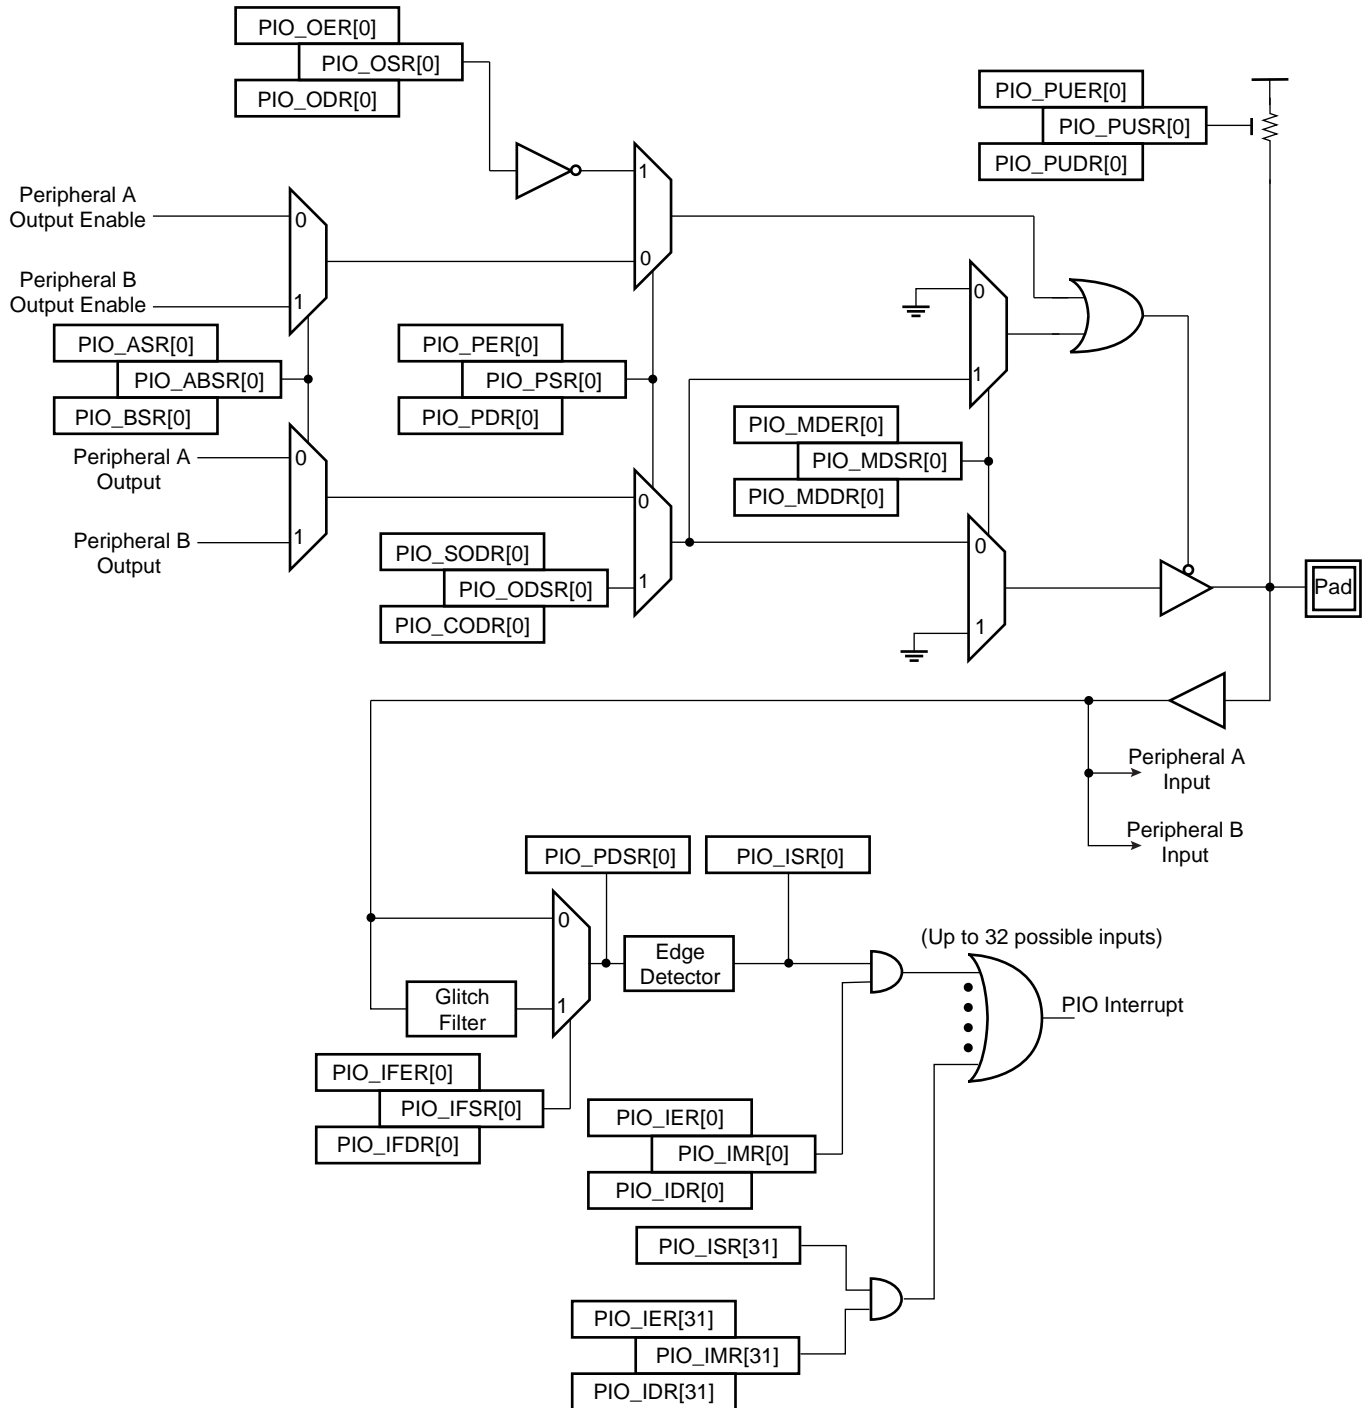 PIO_OER[0]
PIO_OSR[0]
PIO_ODR[0]
PIO_PUER[0]
PIO_PUSR[0]
PIO_PUDR[0]
1
0
Peripheral A
Output Enable
0
Peripheral B
Output Enable
1
PIO_ASR[0]
PIO_ABSR[0]
PIO_BSR[0]
PIO_PER[0]
PIO_PSR[0]
PIO_PDR[0]
0
1
PIO_MDER[0]
PIO_MDSR[0]
PIO_MDDR[0]
Peripheral A
Output
0
Peripheral B
Output
1
0
1
PIO_SODR[0]
PIO_ODSR[0]
PIO_CODR[0]
0
1
Pad
Peripheral A
Input
Peripheral B
Input
PIO_PDSR[0]
PIO_ISR[0]
0
1
Glitch
Filter
Edge
Detector
(Up to 32 possible inputs)
PIO Interrupt
PIO_IFER[0]
PIO_IFSR[0]
PIO_IFDR[0]
PIO_IER[0]
PIO_IMR[0]
PIO_IDR[0]
PIO_ISR[31]
PIO_IER[31]
PIO_IMR[31]
PIO_IDR[31]